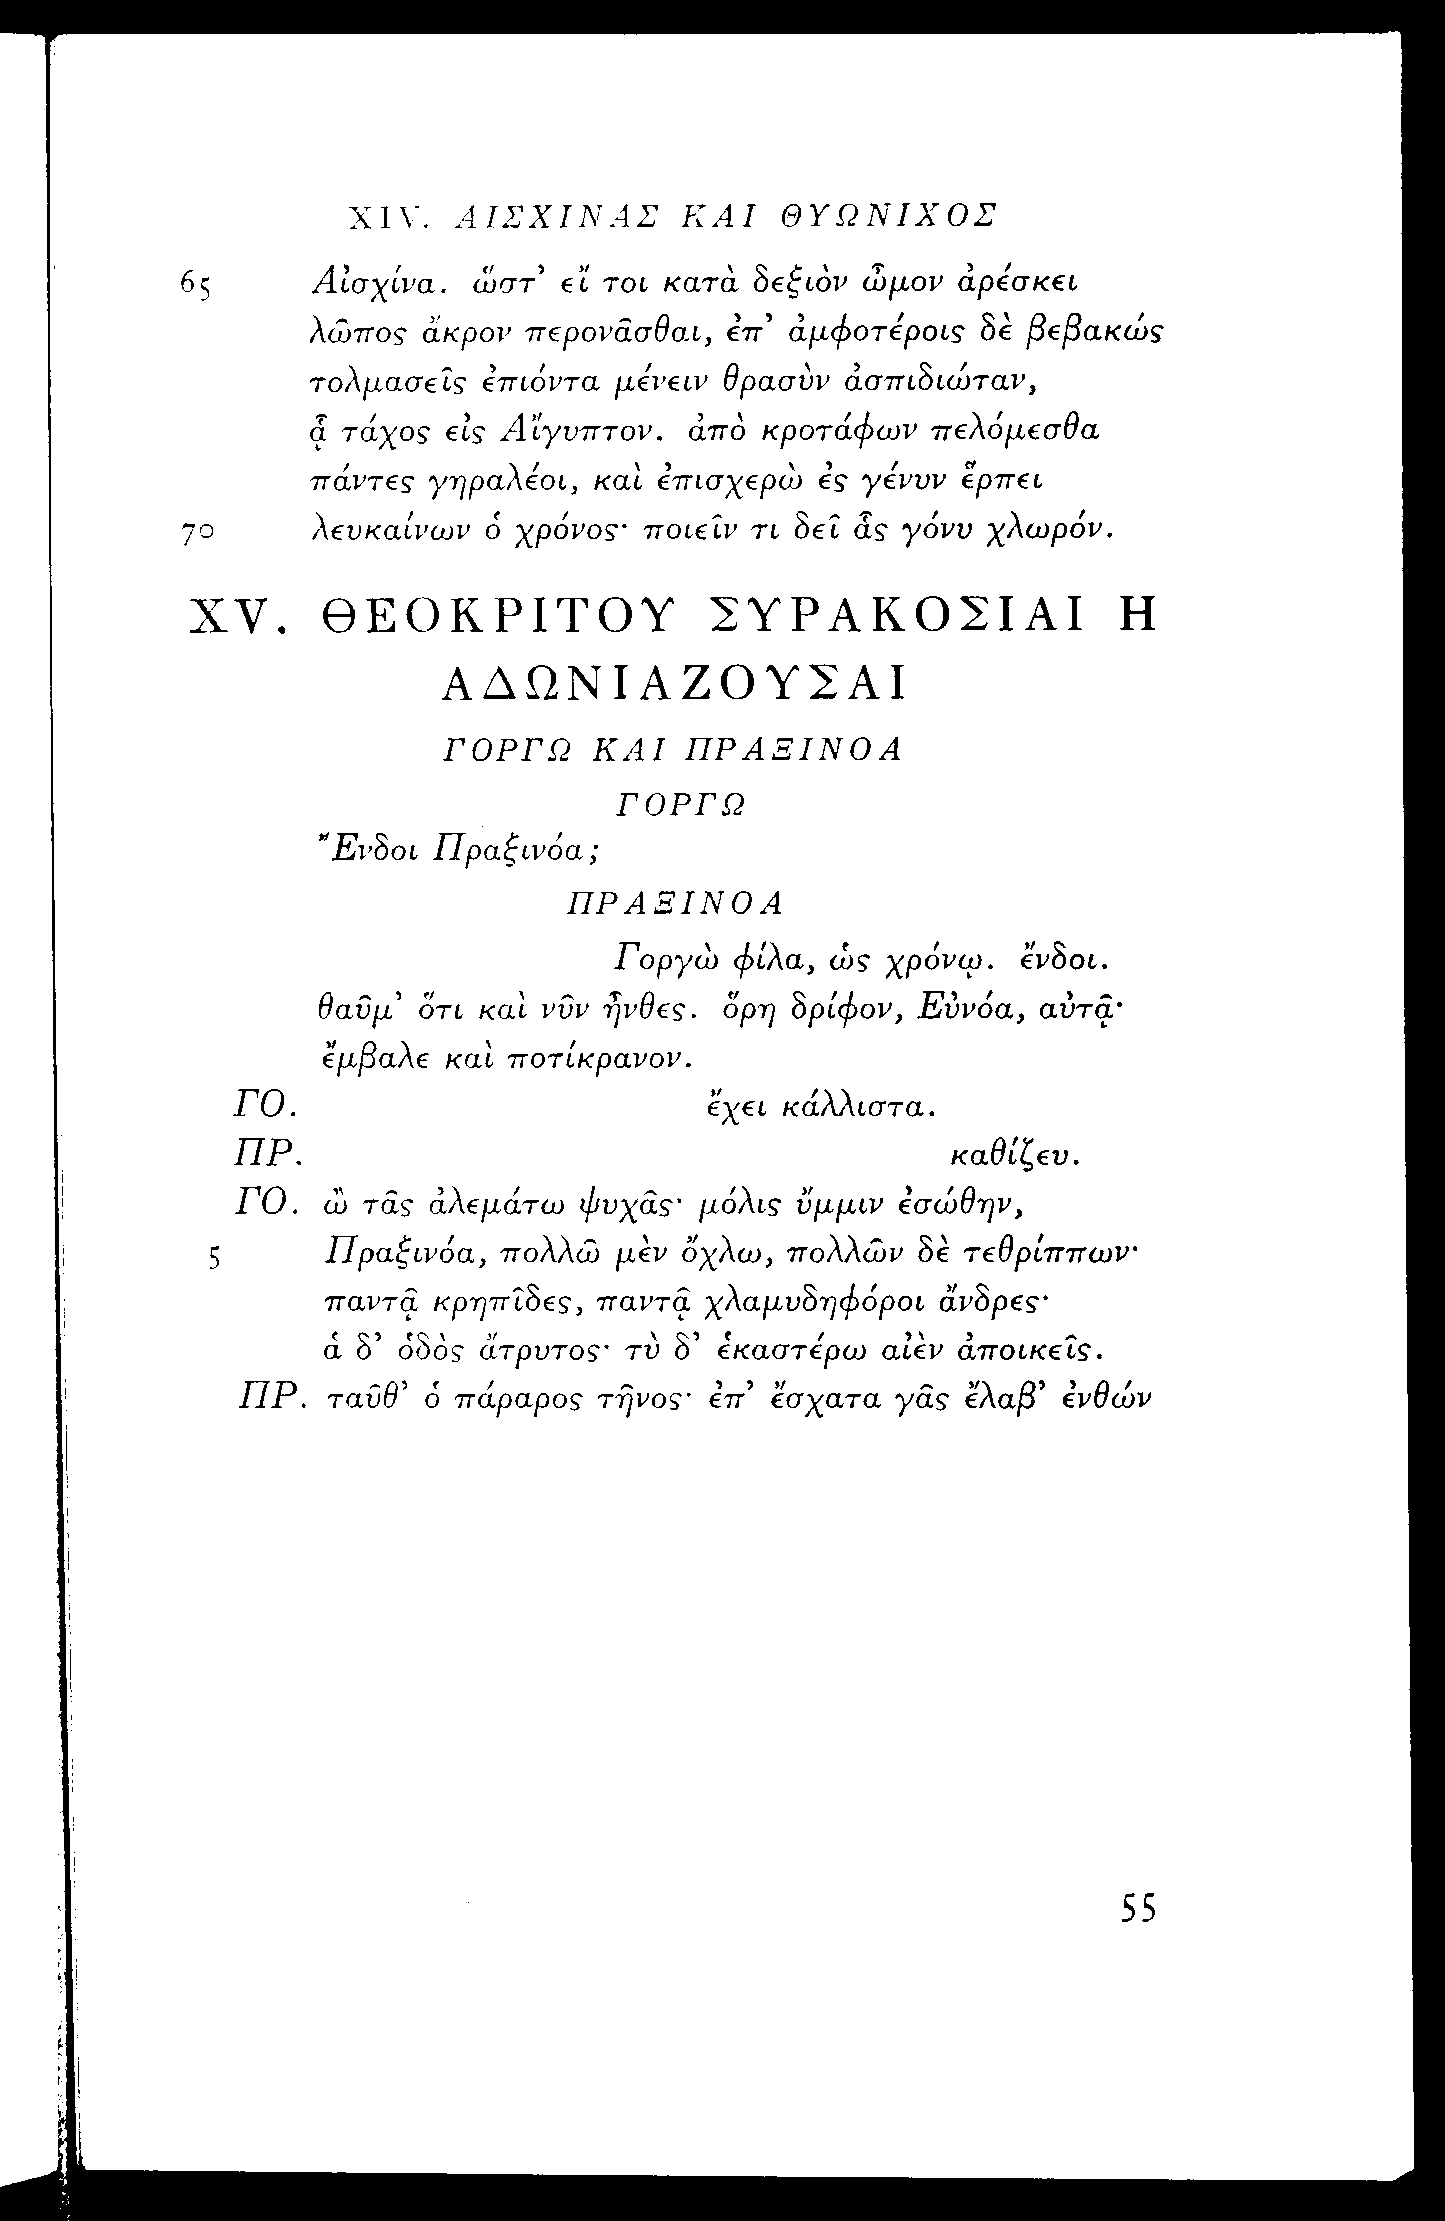 XIV. ΑΙΣΧΙΝΑΣ ΚΑΙ ΘΥΩΝΙΧΟΣ
65 Αἰσχίνα. ὥστ’ εἴ τοι κατὰ δεξιὸν ὦμον ἀρέσκει
λῶπος ἄκρον περονᾶσθαι, ἐπ’ ἀμφοτέροις δὲ βεβακώς
τολμασεῖς ἐπιόντα μένειν θρασὺν ἀσπιδιώταν,
ᾇ τάχος εἰς Αἴγυπτον. ἀπὸ κροτάφων πελόμεσθα
πάντες γηραλέοι, καὶ ἐπισχερὼ ἐς γένυν ἕρπει
70 λευκαίνων ὁ χρόνος· ποιεῖν τι δεῖ ἇς γόνυ χλωρόν.
XV. ΘΕΟΚΡΙΤΟΥ ΣΥΡΑΚΟΣΙΑΙ Η
ΑΔΩΝΙΑΖΟΥΣΑΙ
ΓΟΡΓΩ ΚΑΙ ΠΡΑΞΙΝΟΑ
ΓΟΡΓΩ
Ἔνδοι Πραξινόα;
ΠΡΑΞΙΝΟΑ
Γοργὼ φίλα, ὡς χρόνῳ. ἔνδοι.
θαῦμ’ ὅτι καὶ νῦν ἦνθες. ὅρη δρίφον, Εὐνόα, αὐτᾷ·
ἔμβαλε καὶ ποτίκρανον.
ΓΟ. ἔχει κάλλιστα.
ΠΡ. καθίζευ.
ΓΟ. ὢ τᾶς ἀλεμάτω ψυχᾶς· μόλις ὔμμιν ἐσώθην,
5 Πραξινόα, πολλῶ μὲν ὄχλω, πολλῶν δὲ τεθρίππων·
παντᾷ κρηπῖδες, παντᾷ χλαμυδηφόροι ἄνδρες·
ἁ δ’ ὁδὸς ἄτρυτος· τὺ δ’ ἑκαστέρω αἰὲν ἀποικεῖς.
ΠΡ. ταῦθ’ ὁ πάραρος τῆνος· ἐπ’ ἔσχατα γᾶς ἔλαβ’ ἐνθών
55